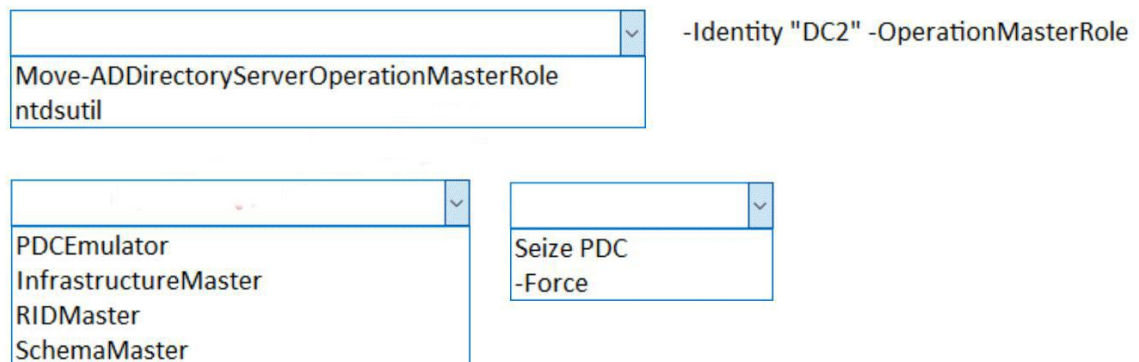 -Identity "DC2" -OperationMasterRole
Move-ADDirectoryServerOperationMasterRole
ntdsutil
PDCEmulator
InfrastructureMaster
RIDMaster
SchemaMaster
Seize PDC
-Force